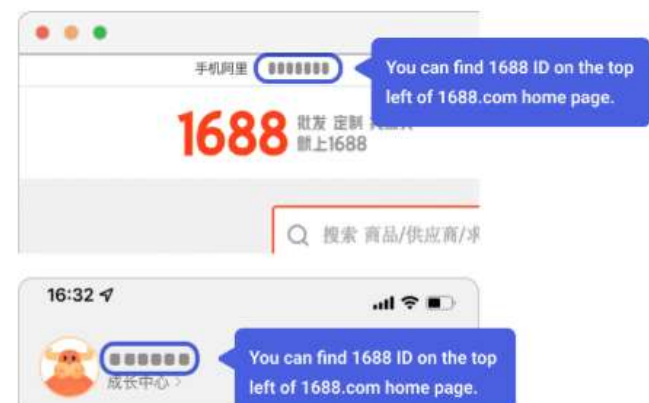 手机阿里
You can find 1688 ID on the top
left of 1688.com home page.
1688 批发 定制
就上1688
搜索 商品/供应商/求
16:32
You can find 1688 ID on the top
left of 1688.com home page.
成长中心 >